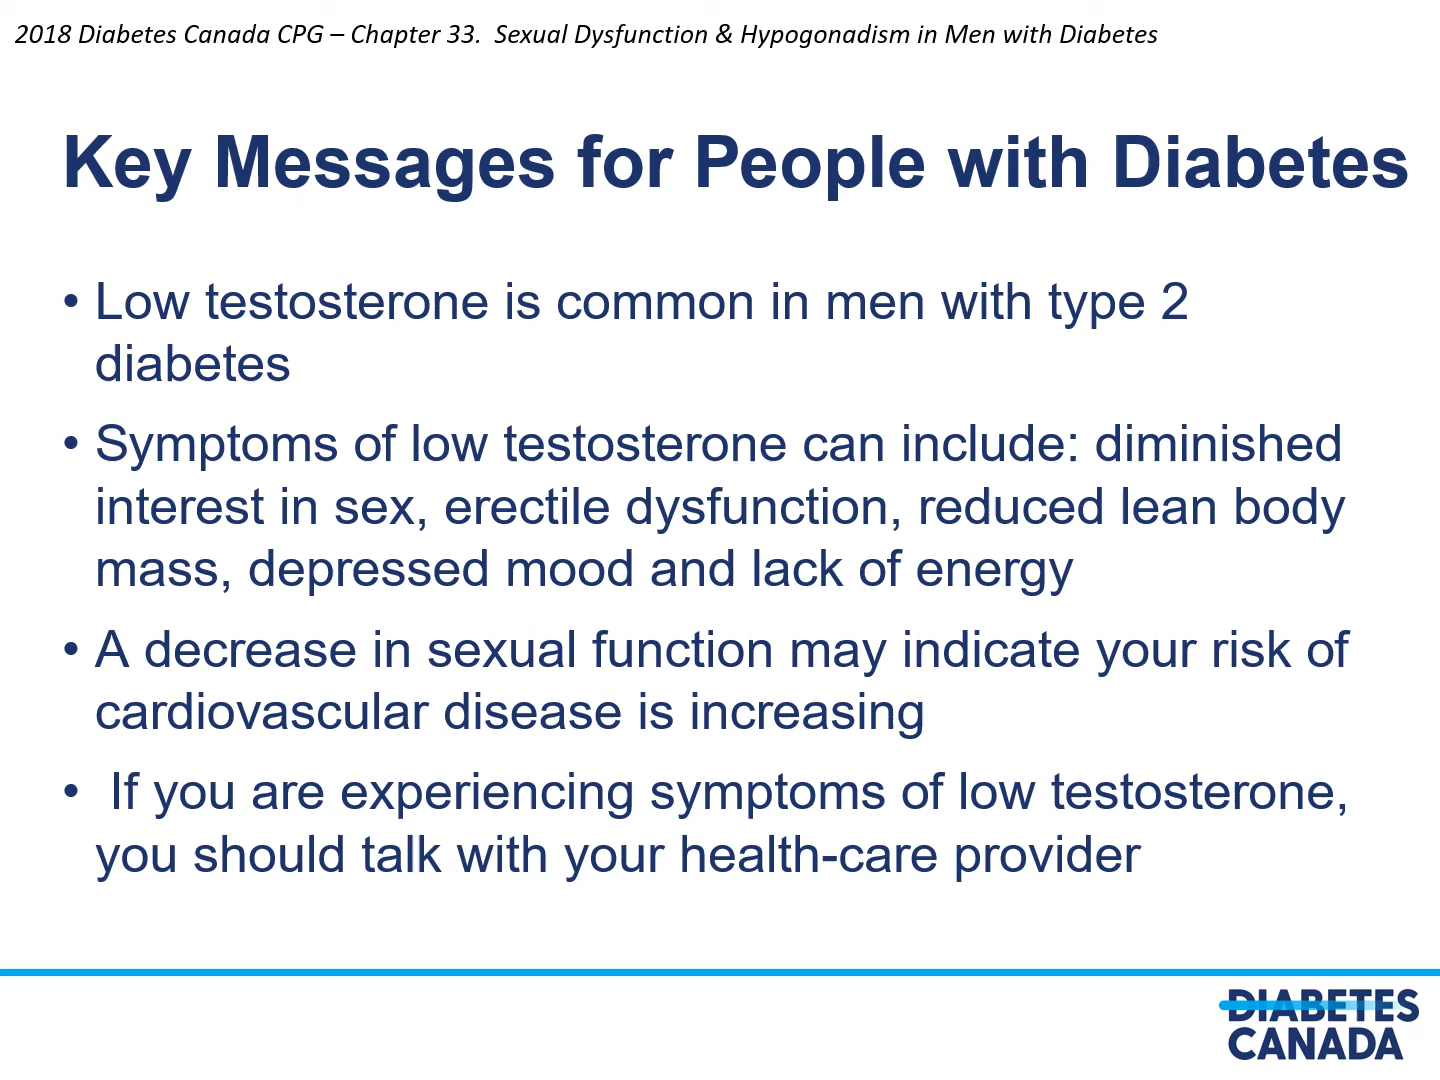 2018 Diabetes Canada CPG – Chapter 33.  Sexual Dysfunction & Hypogonadism in Men with Diabetes
Key Messages for People with Diabetes
• Low testosterone is common in men with type 2
diabetes
• Symptoms of low testosterone can include: diminished
interest in sex, erectile dysfunction, reduced lean body
mass, depressed mood and lack of energy
• A decrease in sexual function may indicate your risk of
cardiovascular disease is increasing
•  If you are experiencing symptoms of low testosterone,
you should talk with your health-care provider
DIABETES
CANADA